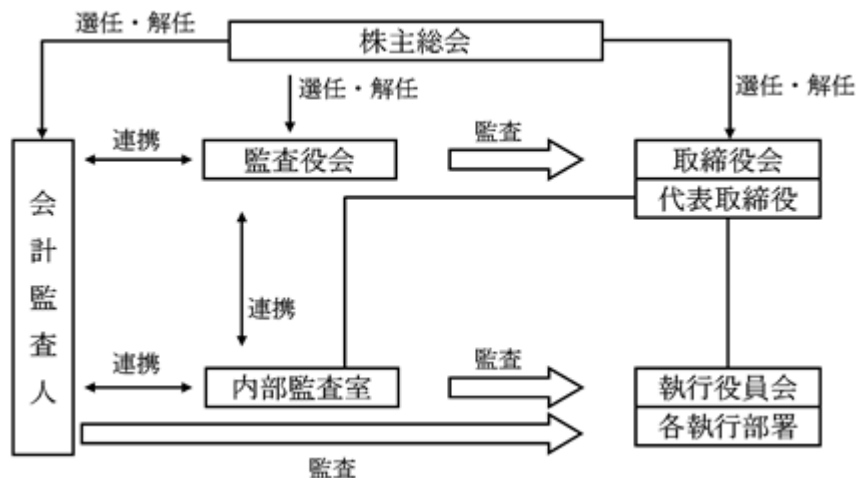 選任・解任
株主総会
選任・解任
選任・解任
連携
監査役会
監査
取締役会
代表取締役
会計監査人
連携
連携
内部監査室
監査
執行役員会
各執行部署
監査